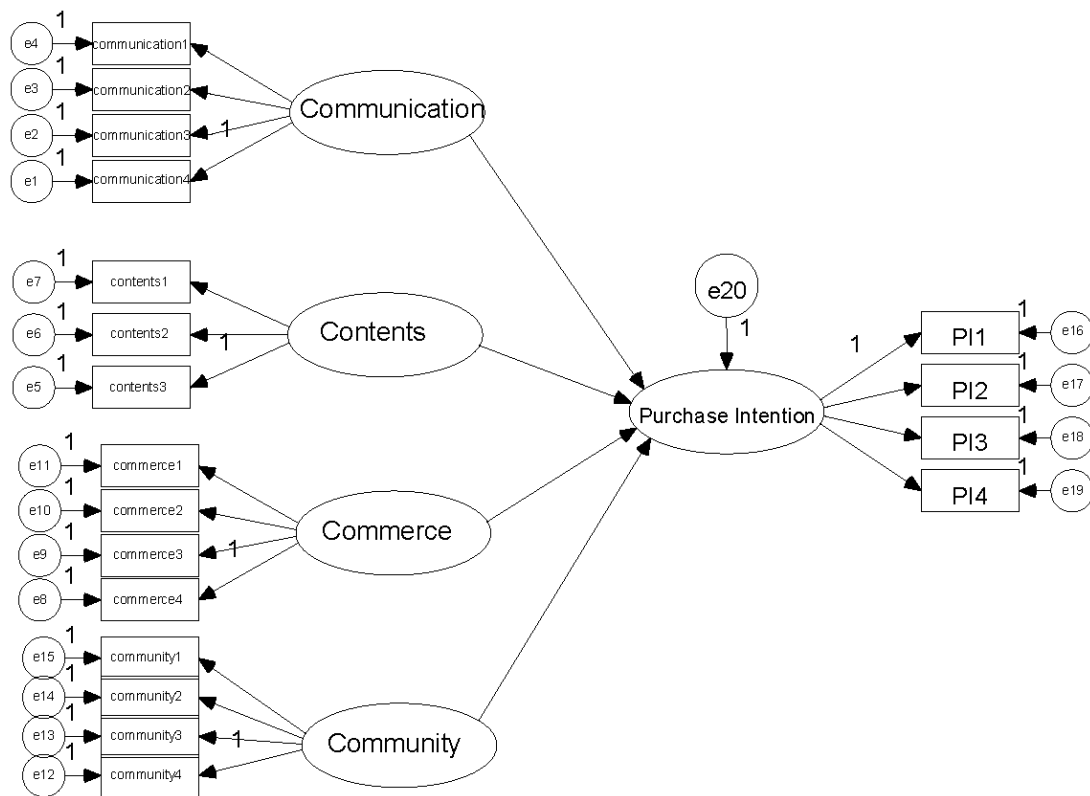 1
e4
communication1
1
e3
communication2
1
e2
communication3
1
1
e1
communication4
Communication
1
e7
contents1
1
e6
contents2
1
1
e5
contents3
Contents
1
e11
commerce1
1
e10
commerce2
1
e9
commerce3
1
1
e8
commerce4
Commerce
1
e15
community1
1
e14
community2
1
e13
community3
1
1
e12
community4
Community
e20
1
Purchase Intention
1
PI1
1
e16
PI2
1
e17
PI3
1
e18
PI4
1
e19